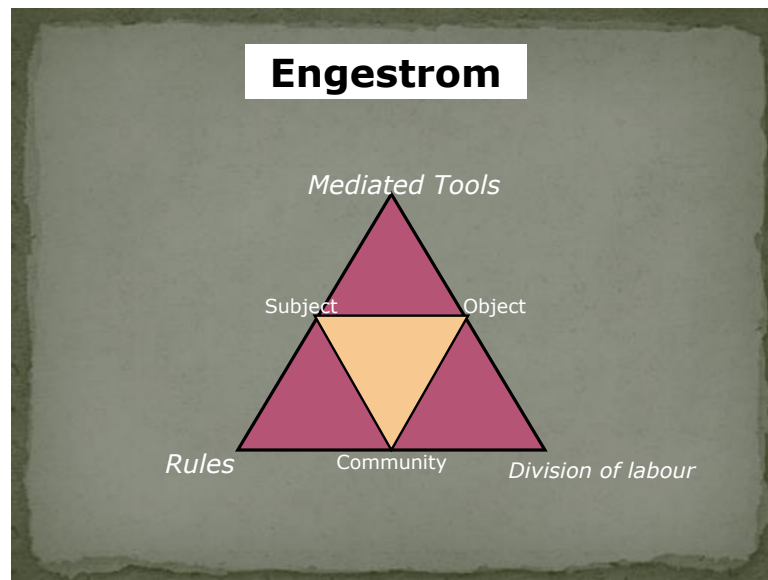 Engestrom
Mediated Tools
Subject
Object
Rules
Community
Division of labour